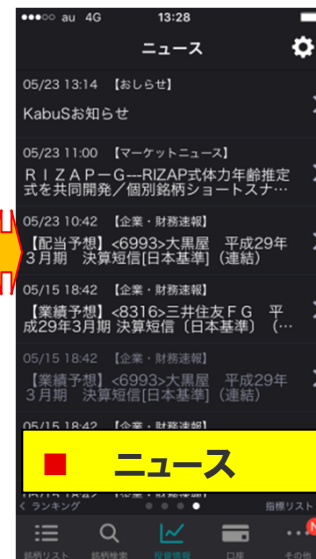 au 4G 13:28
ニュース
05/23 13:14 【おしらせ】
KabuSお知らせ
05/23 11:00 【マーケットニュース】
ＲＩＺＡＰ－Ｇ---RIZAP式体力年齢推定
式を共同開発／個別銘柄ショートスナ…
05/23 10:42 【企業・財務速報】
【配当予想】<6993>大黒屋　平成29年
３月期　決算短信[日本基準]（連結）
05/15 18:42 【企業・財務速報】
【業績予想】<8316>三井住友ＦＧ　平
成29年3月期 決算短信〔日本基準〕（…
05/15 18:42 【企業・財務速報】
【業績予想】<6993>大黒屋　平成29年
３月期　決算短信[日本基準]（連結）
05/15 18:42 【企業・財務速報】
■ ニュース
ランキング 指標リスト
銘柄リスト 銘柄検索 投資情報 口座 その他